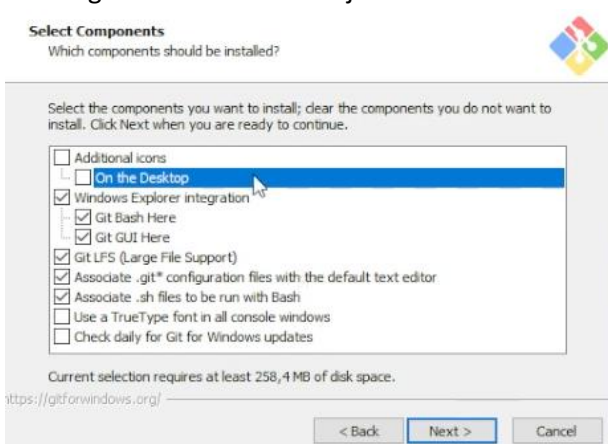 Select Components
Which components should be installed?
Select the components you want to install; clear the components you do not want to
install. Click Next when you are ready to continue.
Additional icons
On the Desktop
Windows Explorer integration
Git Bash Here
Git GUI Here
Git LFS (Large File Support)
Associate .git* configuration files with the default text editor
Associate .sh files to be run with Bash
Use a TrueType font in all console windows
Check daily for Git for Windows updates
Current selection requires at least 258,4 MB of disk space.
https://gitforwindows.org/
< Back Next > Cancel